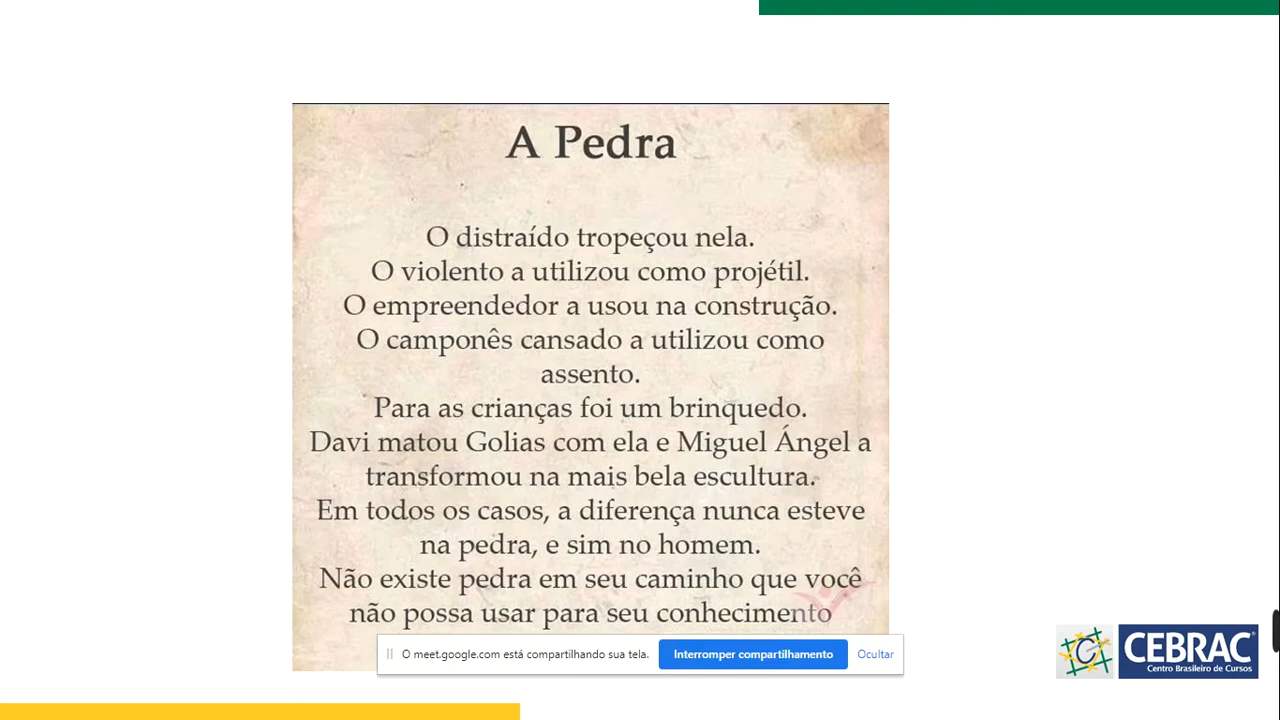 A Pedra
O distraído tropeçou nela.
O violento a utilizou como projétil.
O empreendedor a usou na construção.
O camponês cansado a utilizou como
assento.
Para as crianças foi um brinquedo.
Davi matou Golias com ela e Miguel Ángel a
transformou na mais bela escultura.
Em todos os casos, a diferença nunca esteve
na pedra, e sim no homem.
Não existe pedra em seu caminho que você
não possa usar para seu conhecimento
O meet.google.com está compartilhando sua tela.
Interromper compartilhamento
Ocultar
CEBRAC
Centro Brasileiro de Cursos